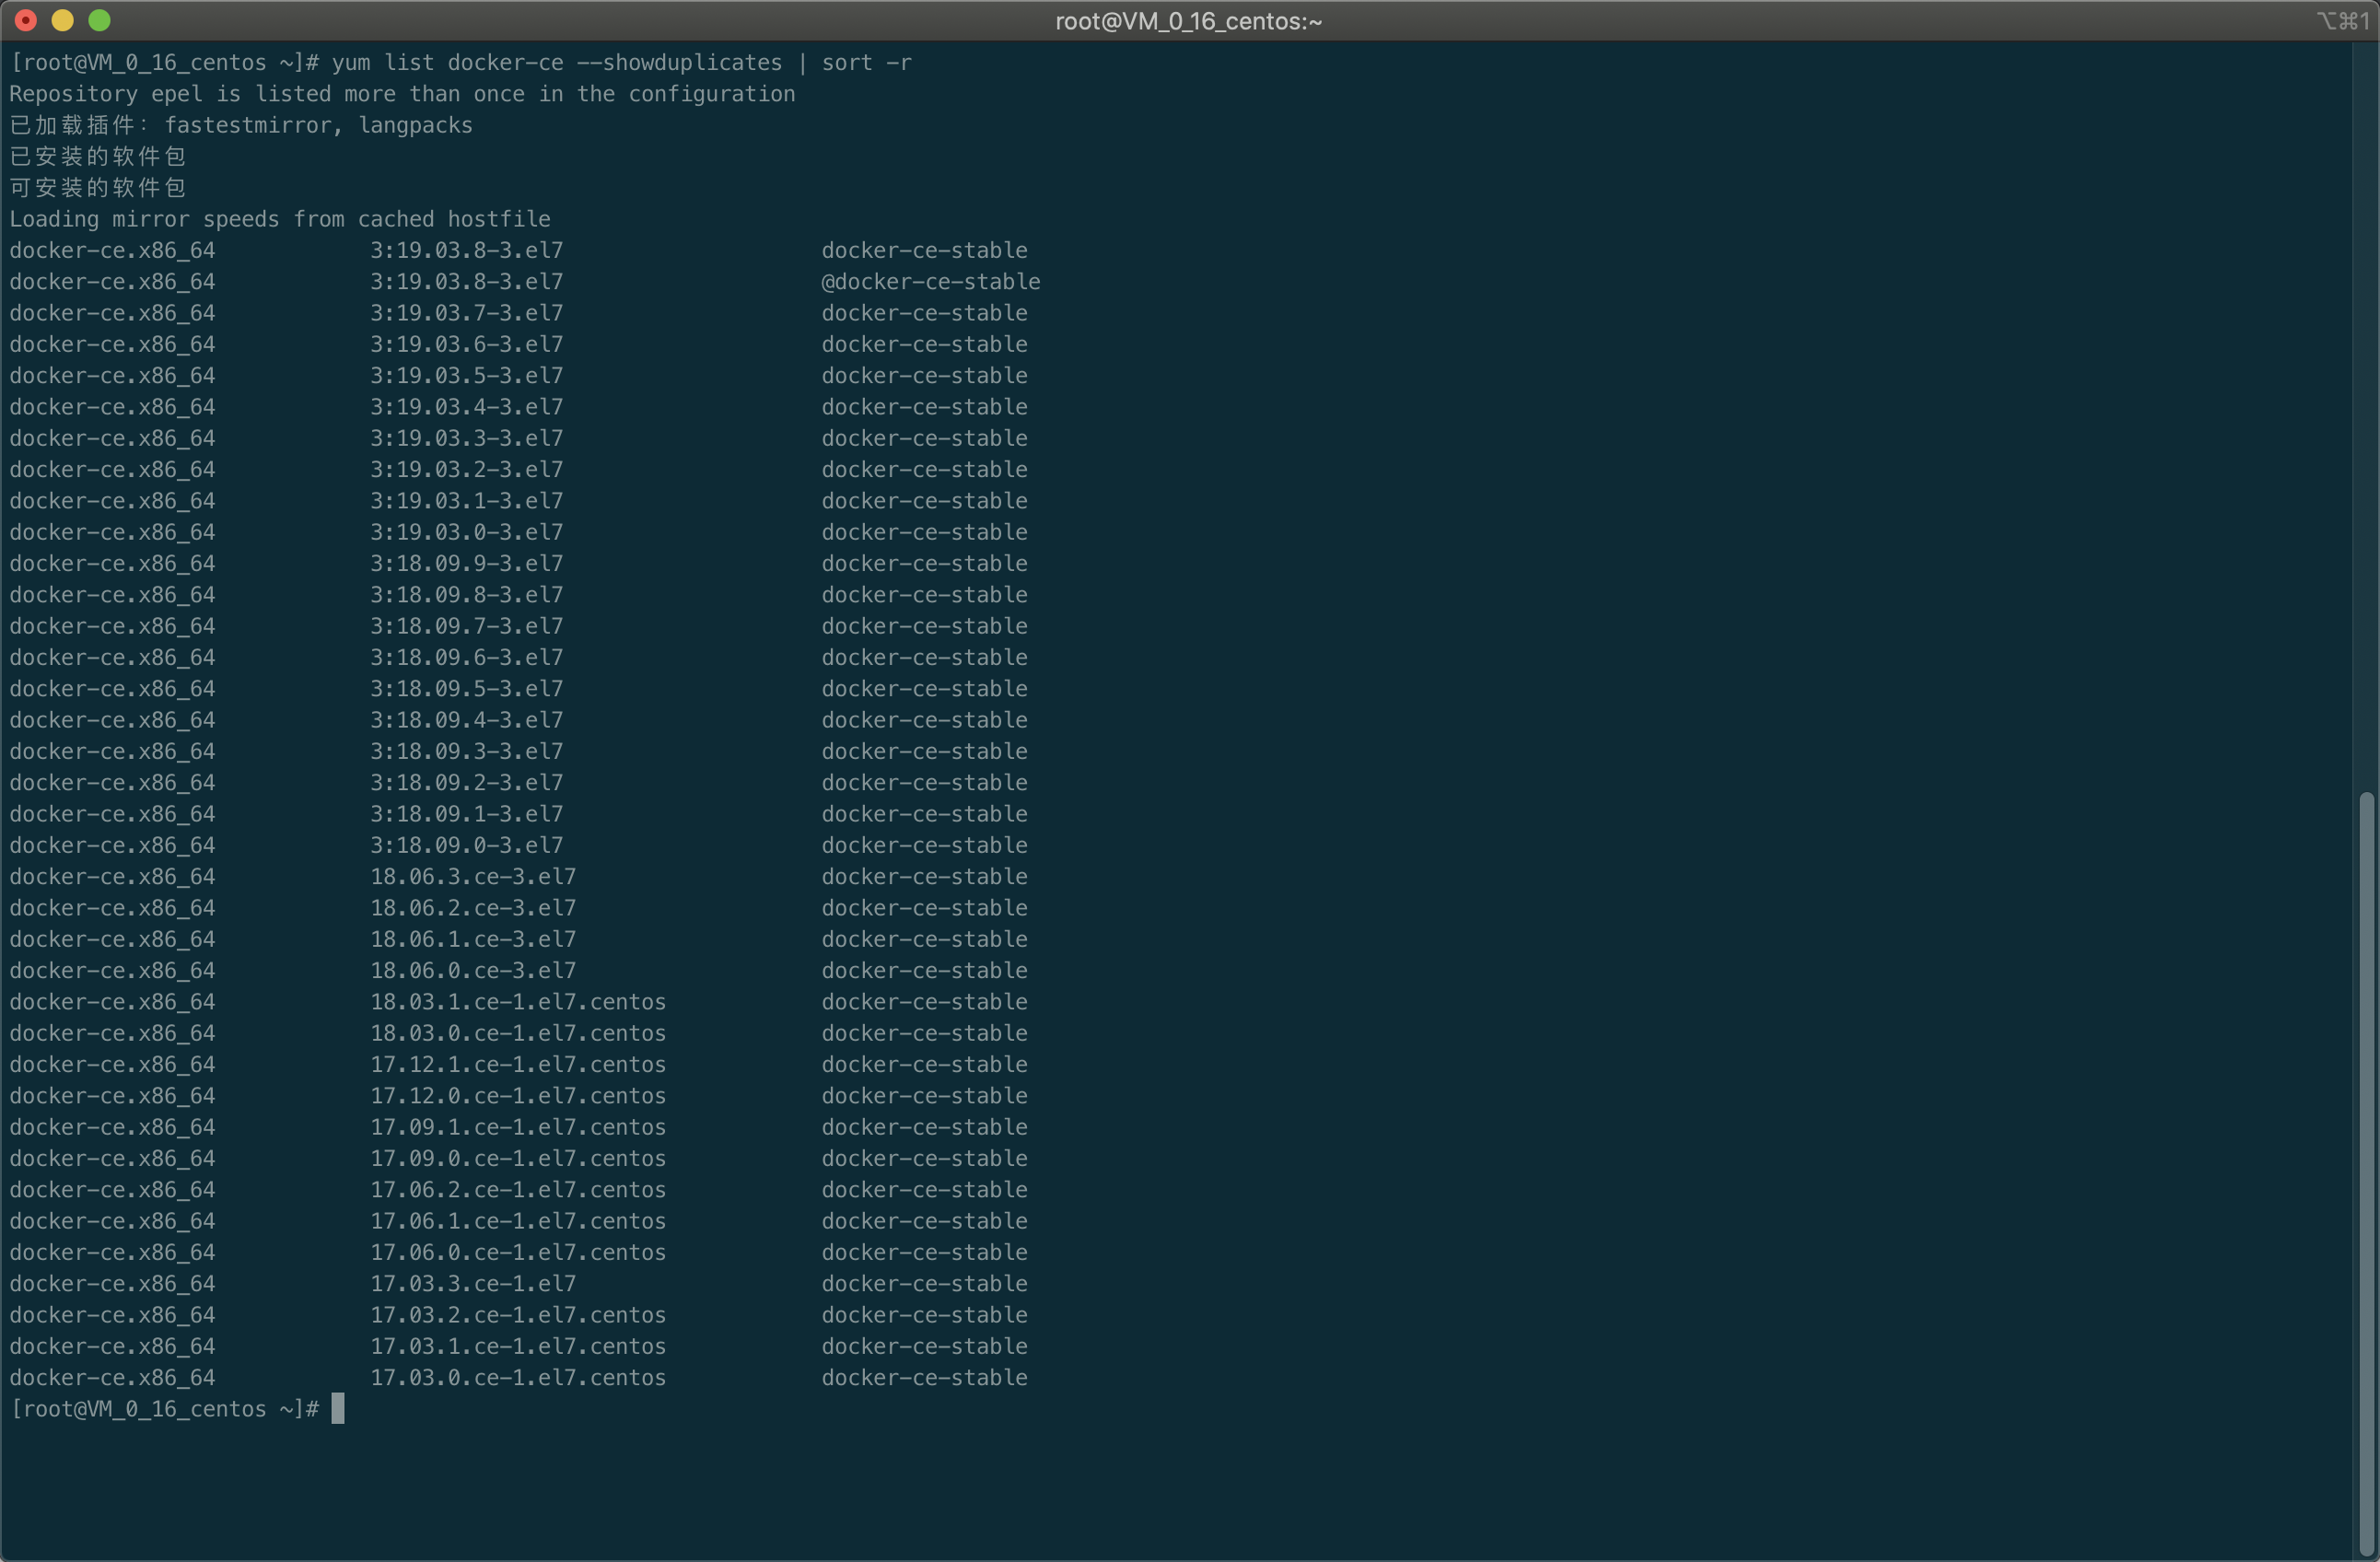 root@VM_0_16_centos:~
⌥⌘1
[root@VM_0_16_centos ~]# yum list docker-ce --showduplicates | sort -r
Repository epel is listed more than once in the configuration
已加载插件：fastestmirror, langpacks
已安装的软件包
可安装的软件包
Loading mirror speeds from cached hostfile
docker-ce.x86_64            3:19.03.8-3.el7                    docker-ce-stable
docker-ce.x86_64            3:19.03.8-3.el7                    @docker-ce-stable
docker-ce.x86_64            3:19.03.7-3.el7                    docker-ce-stable
docker-ce.x86_64            3:19.03.6-3.el7                    docker-ce-stable
docker-ce.x86_64            3:19.03.5-3.el7                    docker-ce-stable
docker-ce.x86_64            3:19.03.4-3.el7                    docker-ce-stable
docker-ce.x86_64            3:19.03.3-3.el7                    docker-ce-stable
docker-ce.x86_64            3:19.03.2-3.el7                    docker-ce-stable
docker-ce.x86_64            3:19.03.1-3.el7                    docker-ce-stable
docker-ce.x86_64            3:19.03.0-3.el7                    docker-ce-stable
docker-ce.x86_64            3:18.09.9-3.el7                    docker-ce-stable
docker-ce.x86_64            3:18.09.8-3.el7                    docker-ce-stable
docker-ce.x86_64            3:18.09.7-3.el7                    docker-ce-stable
docker-ce.x86_64            3:18.09.6-3.el7                    docker-ce-stable
docker-ce.x86_64            3:18.09.5-3.el7                    docker-ce-stable
docker-ce.x86_64            3:18.09.4-3.el7                    docker-ce-stable
docker-ce.x86_64            3:18.09.3-3.el7                    docker-ce-stable
docker-ce.x86_64            3:18.09.2-3.el7                    docker-ce-stable
docker-ce.x86_64            3:18.09.1-3.el7                    docker-ce-stable
docker-ce.x86_64            3:18.09.0-3.el7                    docker-ce-stable
docker-ce.x86_64            18.06.3.ce-3.el7                   docker-ce-stable
docker-ce.x86_64            18.06.2.ce-3.el7                   docker-ce-stable
docker-ce.x86_64            18.06.1.ce-3.el7                   docker-ce-stable
docker-ce.x86_64            18.06.0.ce-3.el7                   docker-ce-stable
docker-ce.x86_64            18.03.1.ce-1.el7.centos            docker-ce-stable
docker-ce.x86_64            18.03.0.ce-1.el7.centos            docker-ce-stable
docker-ce.x86_64            17.12.1.ce-1.el7.centos            docker-ce-stable
docker-ce.x86_64            17.12.0.ce-1.el7.centos            docker-ce-stable
docker-ce.x86_64            17.09.1.ce-1.el7.centos            docker-ce-stable
docker-ce.x86_64            17.09.0.ce-1.el7.centos            docker-ce-stable
docker-ce.x86_64            17.06.2.ce-1.el7.centos            docker-ce-stable
docker-ce.x86_64            17.06.1.ce-1.el7.centos            docker-ce-stable
docker-ce.x86_64            17.06.0.ce-1.el7.centos            docker-ce-stable
docker-ce.x86_64            17.03.3.ce-1.el7                   docker-ce-stable
docker-ce.x86_64            17.03.2.ce-1.el7.centos            docker-ce-stable
docker-ce.x86_64            17.03.1.ce-1.el7.centos            docker-ce-stable
docker-ce.x86_64            17.03.0.ce-1.el7.centos            docker-ce-stable
[root@VM_0_16_centos ~]#